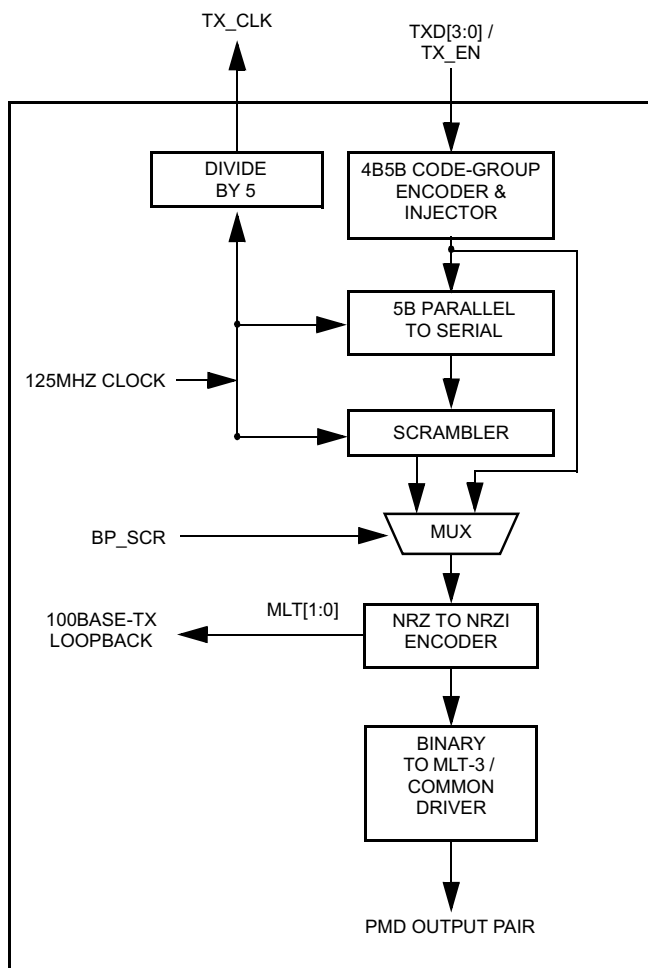 TX_CLK
TXD[3:0] /
TX_EN
DIVIDE
BY 5
4B5B CODE-GROUP
ENCODER &
INJECTOR
5B PARALLEL
TO SERIAL
125MHZ CLOCK
SCRAMBLER
BP_SCR
MUX
100BASE-TX
LOOPBACK
MLT[1:0]
NRZ TO NRZI
ENCODER
BINARY
TO MLT-3 /
COMMON
DRIVER
PMD OUTPUT PAIR